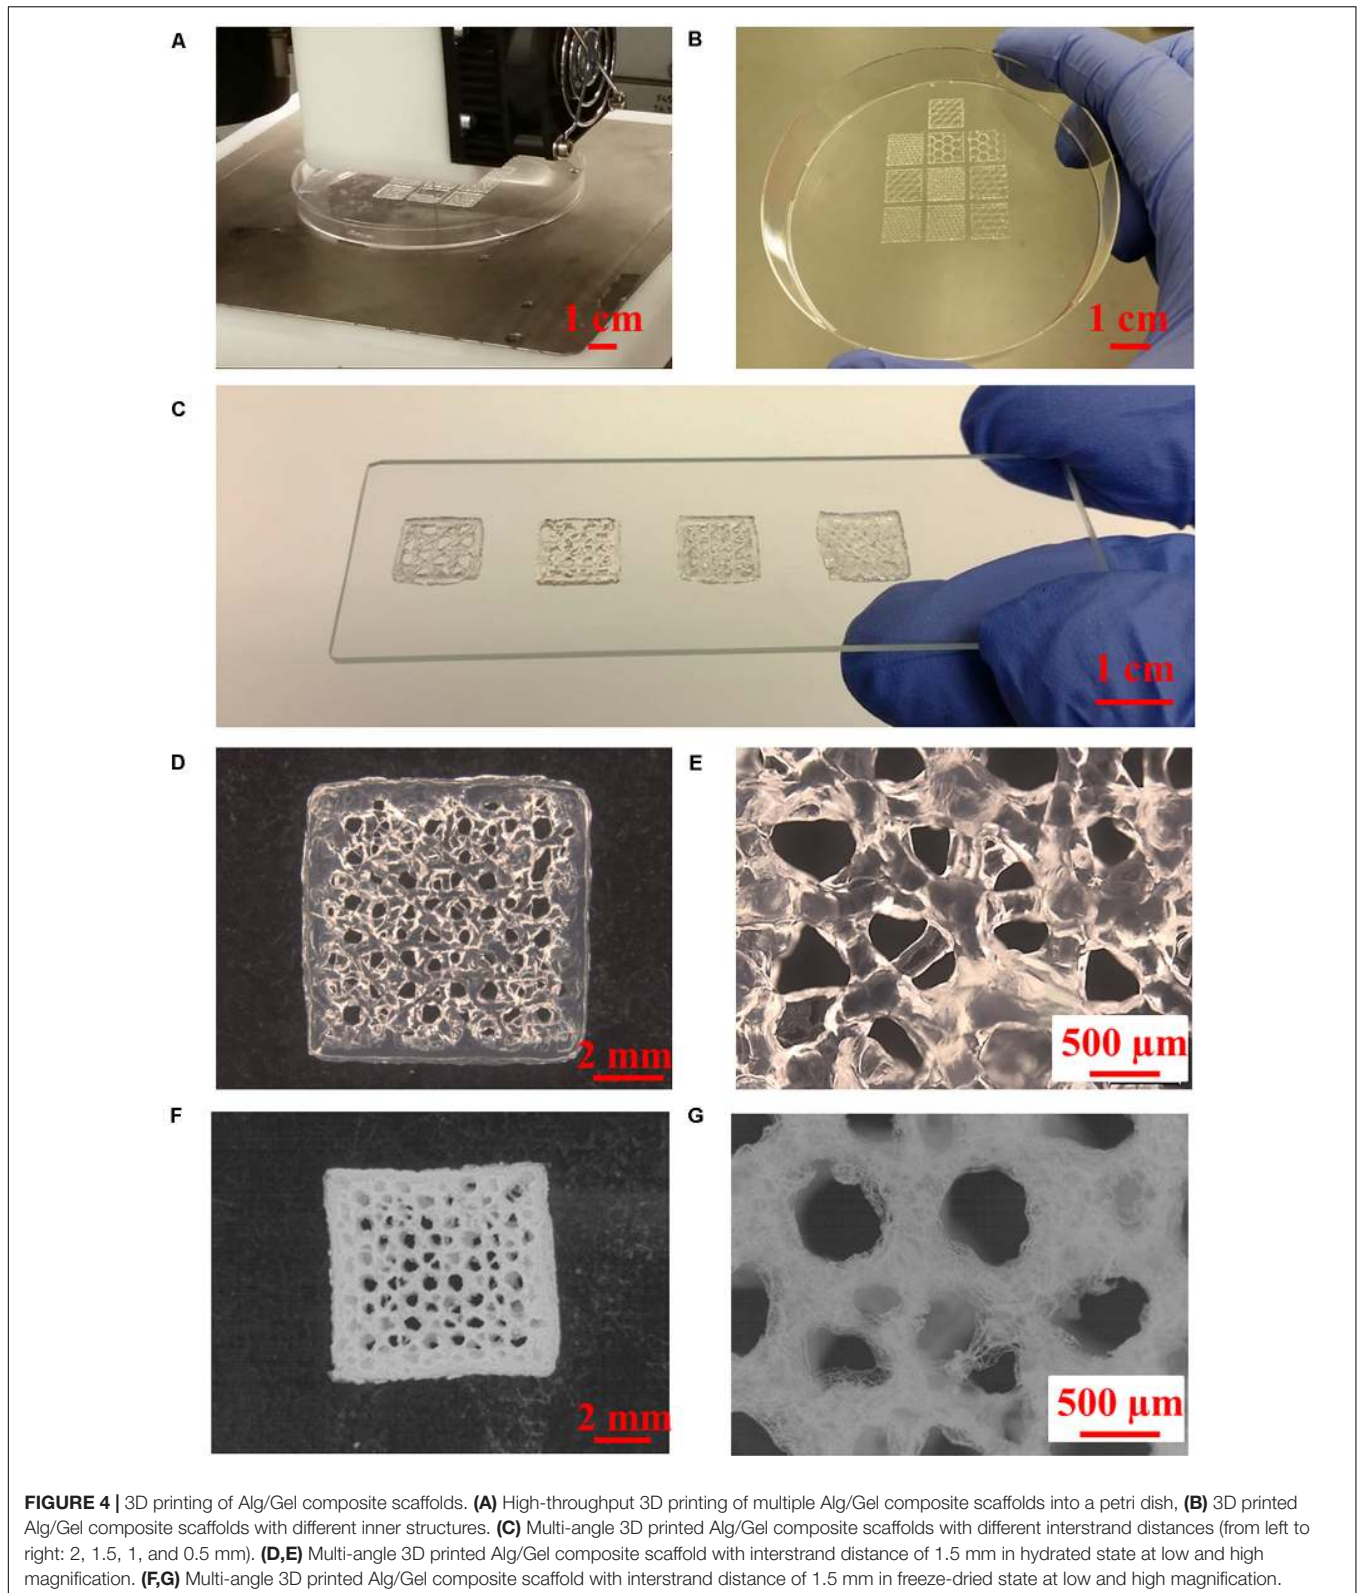 A
B
F45
1 cm
1 cm
C
1 cm
D
E
2 mm
500 µm
F
G
2 mm
500 µm
FIGURE 4 | 3D printing of Alg/Gel composite scaffolds. (A) High-throughput 3D printing of multiple Alg/Gel composite scaffolds into a petri dish, (B) 3D printed
Alg/Gel composite scaffolds with different inner structures. (C) Multi-angle 3D printed Alg/Gel composite scaffolds with different interstrand distances (from left to
right: 2, 1.5, 1, and 0.5 mm). (D,E) Multi-angle 3D printed Alg/Gel composite scaffold with interstrand distance of 1.5 mm in hydrated state at low and high
magnification. (F,G) Multi-angle 3D printed Alg/Gel composite scaffold with interstrand distance of 1.5 mm in freeze-dried state at low and high magnification.